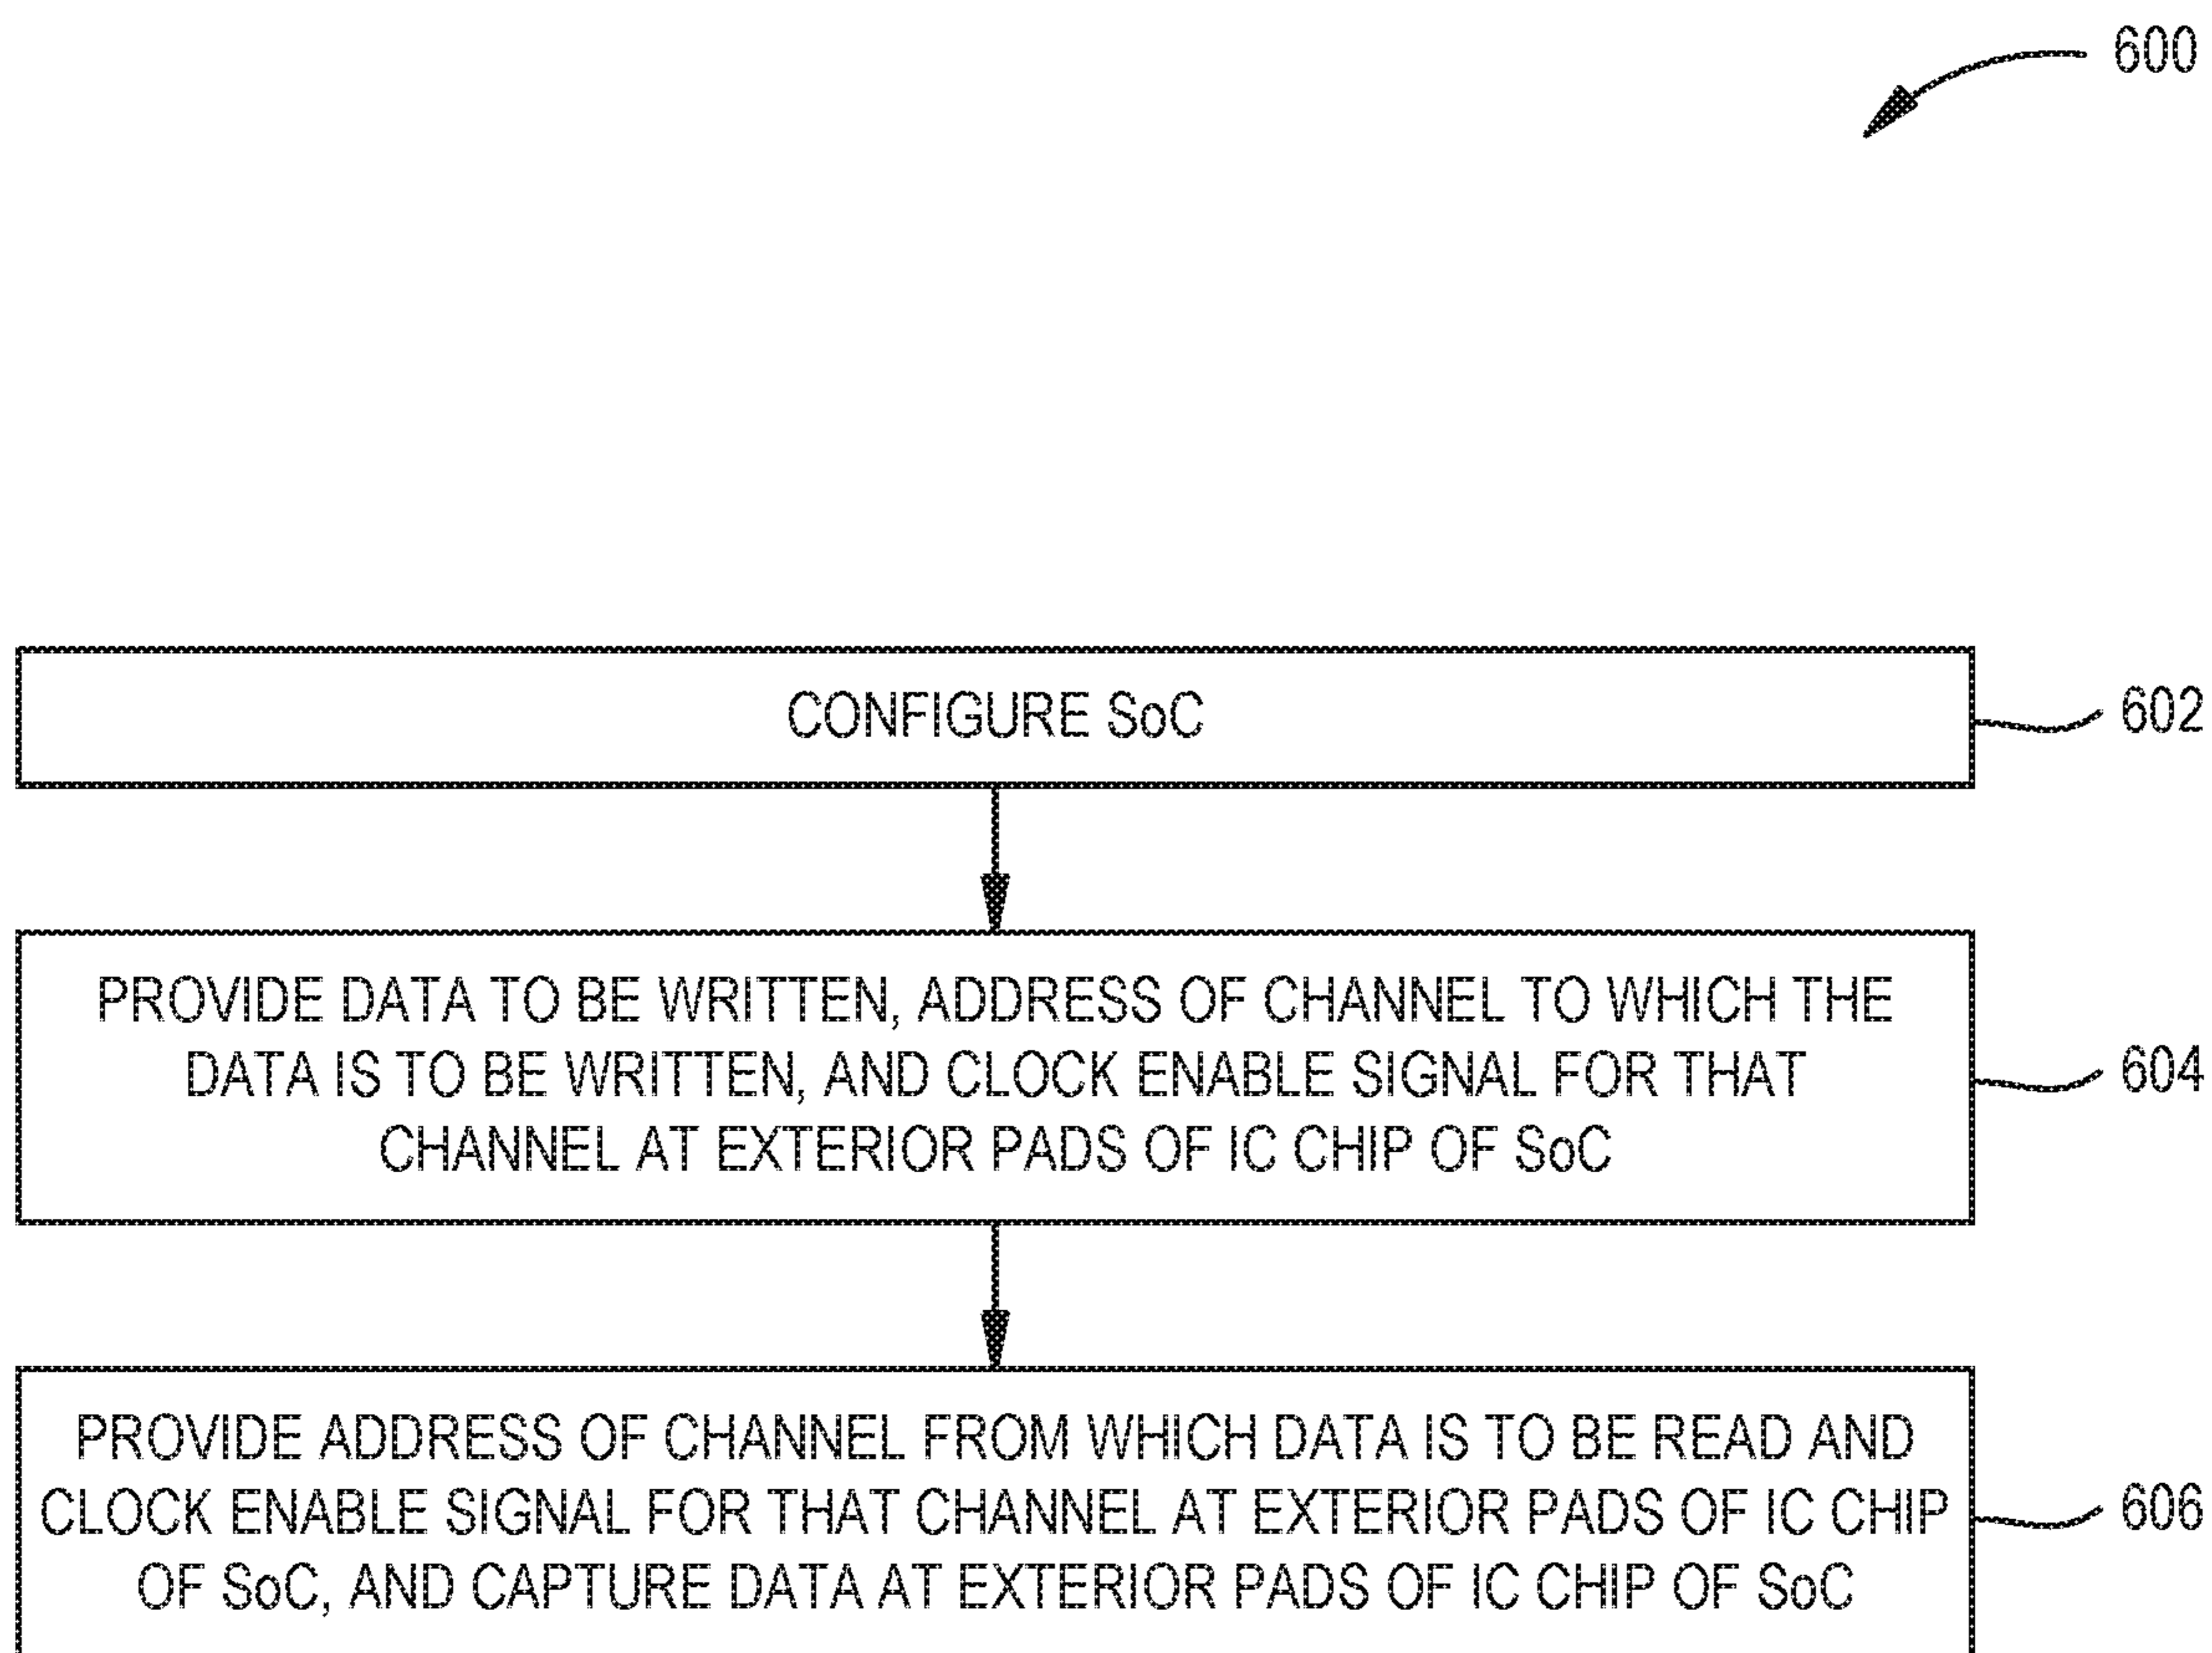 600
CONFIGURE SoC
602
PROVIDE DATA TO BE WRITTEN, ADDRESS OF CHANNEL TO WHICH THE
DATA IS TO BE WRITTEN, AND CLOCK ENABLE SIGNAL FOR THAT
CHANNEL AT EXTERIOR PADS OF IC CHIP OF SoC
604
PROVIDE ADDRESS OF CHANNEL FROM WHICH DATA IS TO BE READ AND
CLOCK ENABLE SIGNAL FOR THAT CHANNEL AT EXTERIOR PADS OF IC CHIP
OF SoC, AND CAPTURE DATA AT EXTERIOR PADS OF IC CHIP OF SoC
606